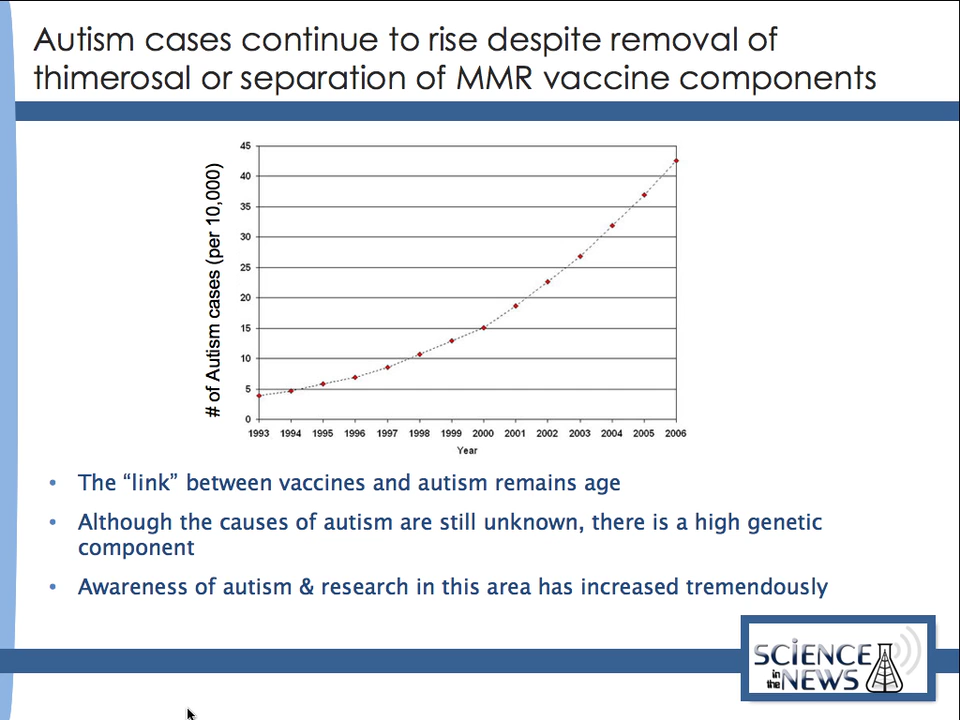 Autism cases continue to rise despite removal of
thimerosal or separation of MMR vaccine components
# of Autism cases (per 10,000)
45
40
35
30
25
20
15
10
5
0
1993 1994 1995 1996 1997 1998 1999 2000 2001 2002 2003 2004 2005 2006
Year
• The “link” between vaccines and autism remains age
• Although the causes of autism are still unknown, there is a high genetic
component
• Awareness of autism & research in this area has increased tremendously
SCiENCE
in the NEWS